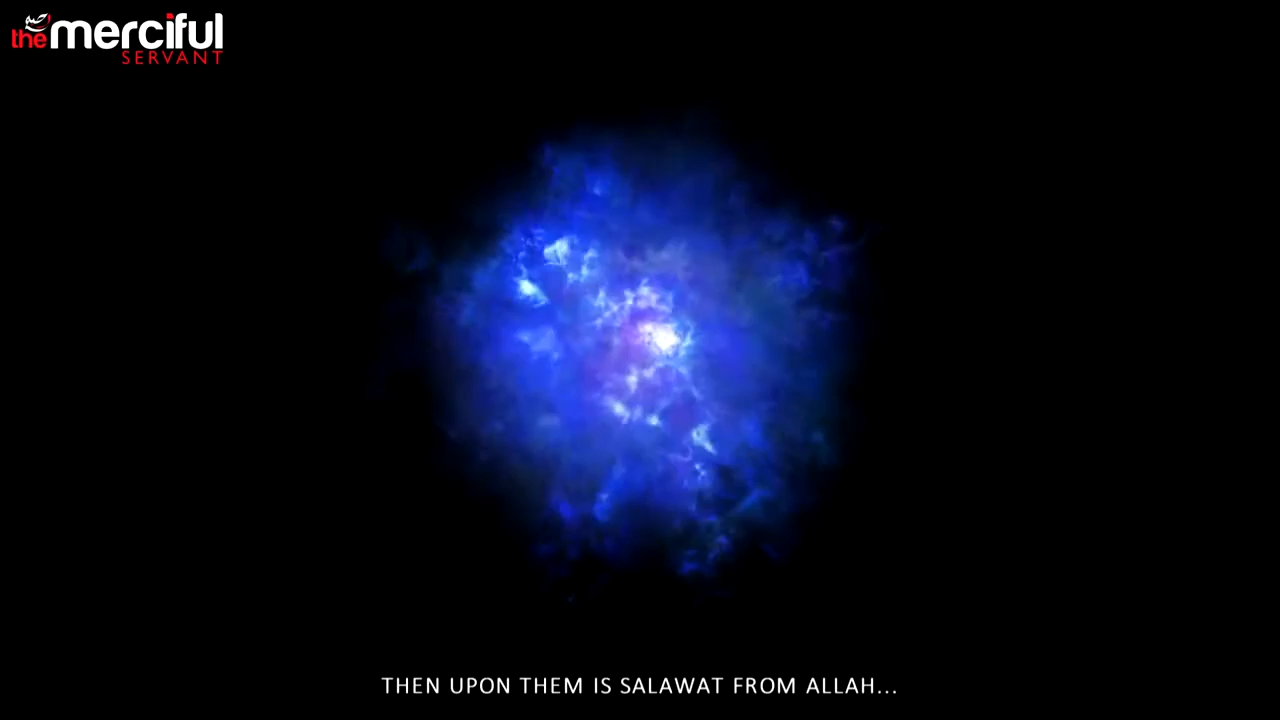 the merciful
SERVANT
THEN UPON THEM IS SALAWAT FROM ALLAH...